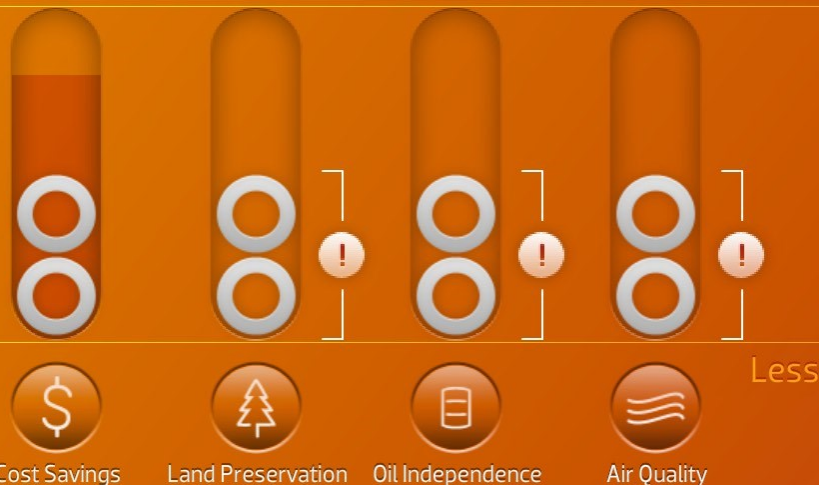 ! ! !
$
Less
Cost Savings Land Preservation Oil Independence Air Quality